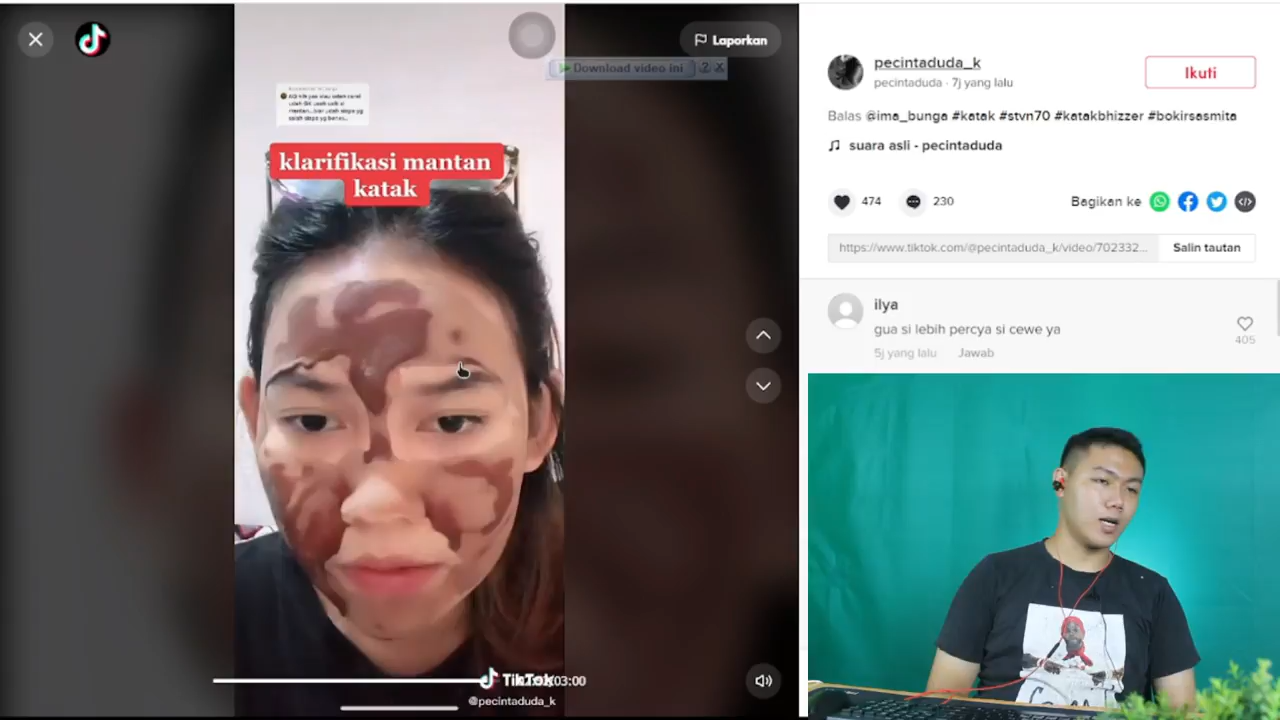 Laporkan
Download video ini ? X
klarifikasi mantan
katak
TikTok
03:00
@pecintaduda_k
pecintaduda_k
pecintaduda · 7j yang lalu
Ikuti
Balas @ima_bunga #katak #stvn70 #katakbhizzer #bokirsasmita
suara asli - pecintaduda
474
230
Bagikan ke
https://www.tiktok.com/@pecintaduda_k/video/702332...
Salin tautan
ilya
gua si lebih percya si cewe ya
405
5j yang lalu
Jawab